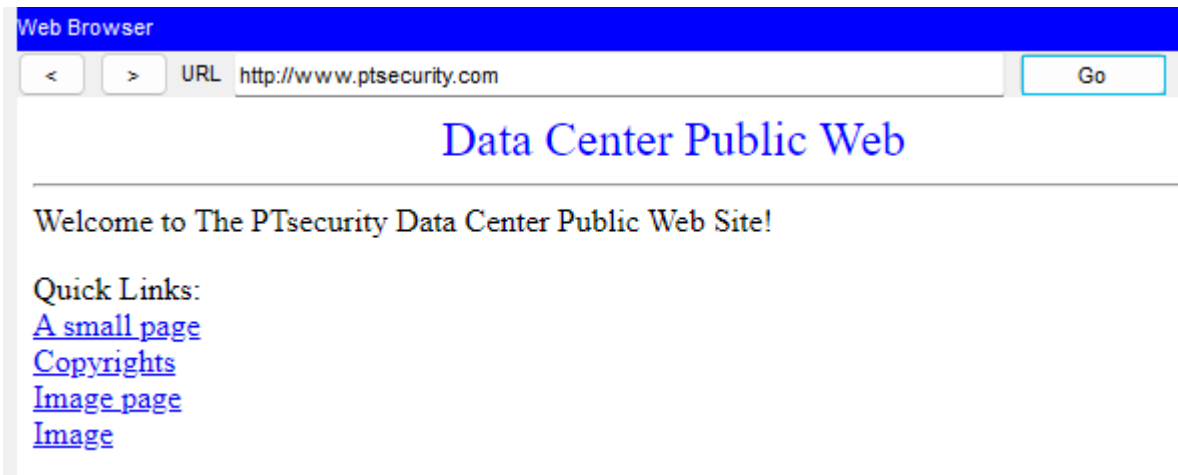 Web Browser
< > URL http://www.ptsecurity.com Go
Data Center Public Web
Welcome to The PTsecurity Data Center Public Web Site!
Quick Links:
A small page
Copyrights
Image page
Image